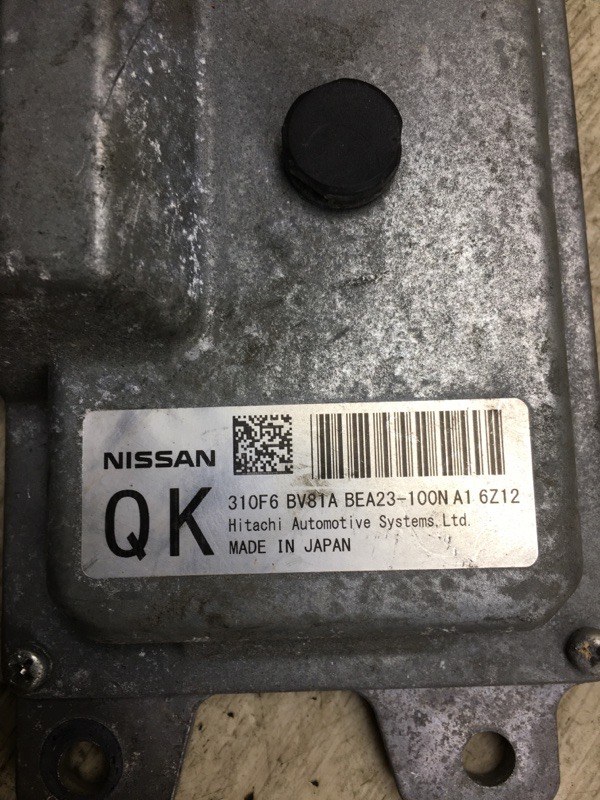 NISSAN
QK
310F6 BV81A BEA23-100N A1 6Z12
Hitachi Automotive Systems,Ltd.
MADE IN JAPAN